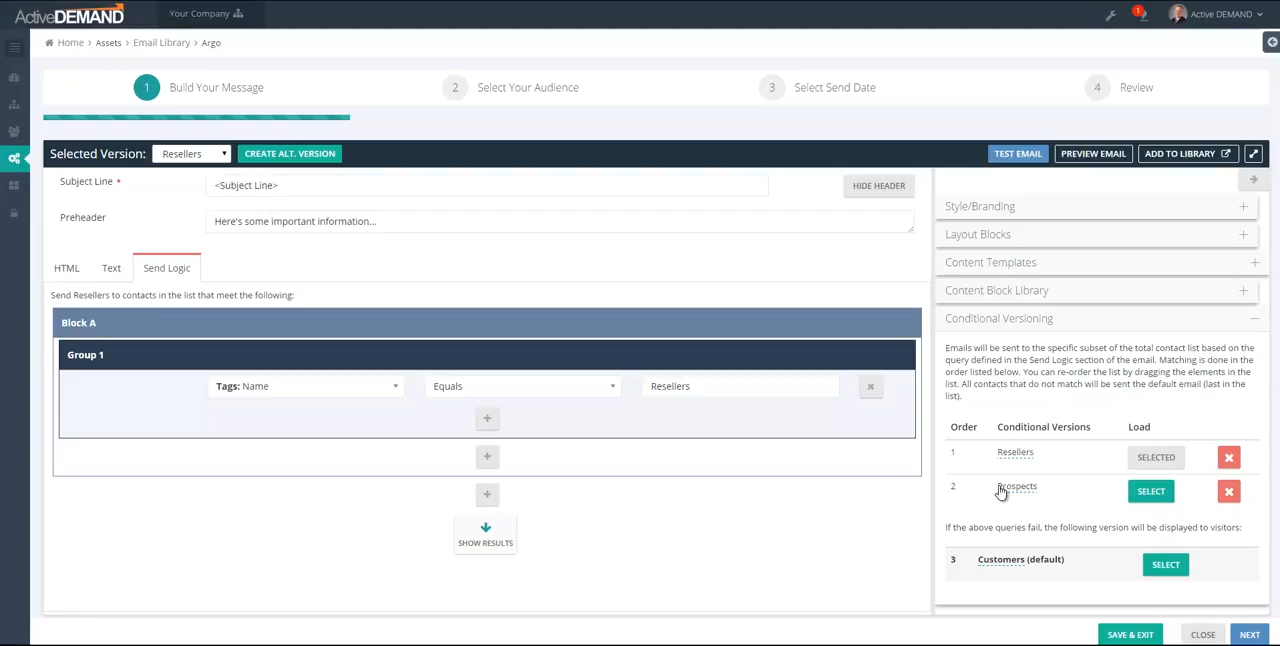 ActiveDEMAND
Your Company
1
Active DEMAND
Home > Assets > Email Library > Argo
1 Build Your Message
2 Select Your Audience
3 Select Send Date
4 Review
Selected Version: Resellers CREATE ALT. VERSION
TEST EMAIL PREVIEW EMAIL ADD TO LIBRARY
Subject Line * <Subject Line> HIDE HEADER
Preheader Here's some important information...
HTML Text Send Logic
Send Resellers to contacts in the list that meet the following:
Block A
Group 1
Tags: Name Equals Resellers
SHOW RESULTS
Style/Branding
Layout Blocks
Content Templates
Content Block Library
Conditional Versioning
Emails will be sent to the specific subset of the total contact list based on the
query defined in the Send Logic section of the email. Matching is done in the
order listed below. You can re-order the list by dragging the elements in the
list. All contacts that do not match will be sent the default email (last in the
list).
Order Conditional Versions Load
1 Resellers SELECTED
2 Prospects SELECT
If the above queries fail, the following version will be displayed to visitors:
3 Customers (default) SELECT
SAVE & EXIT CLOSE NEXT